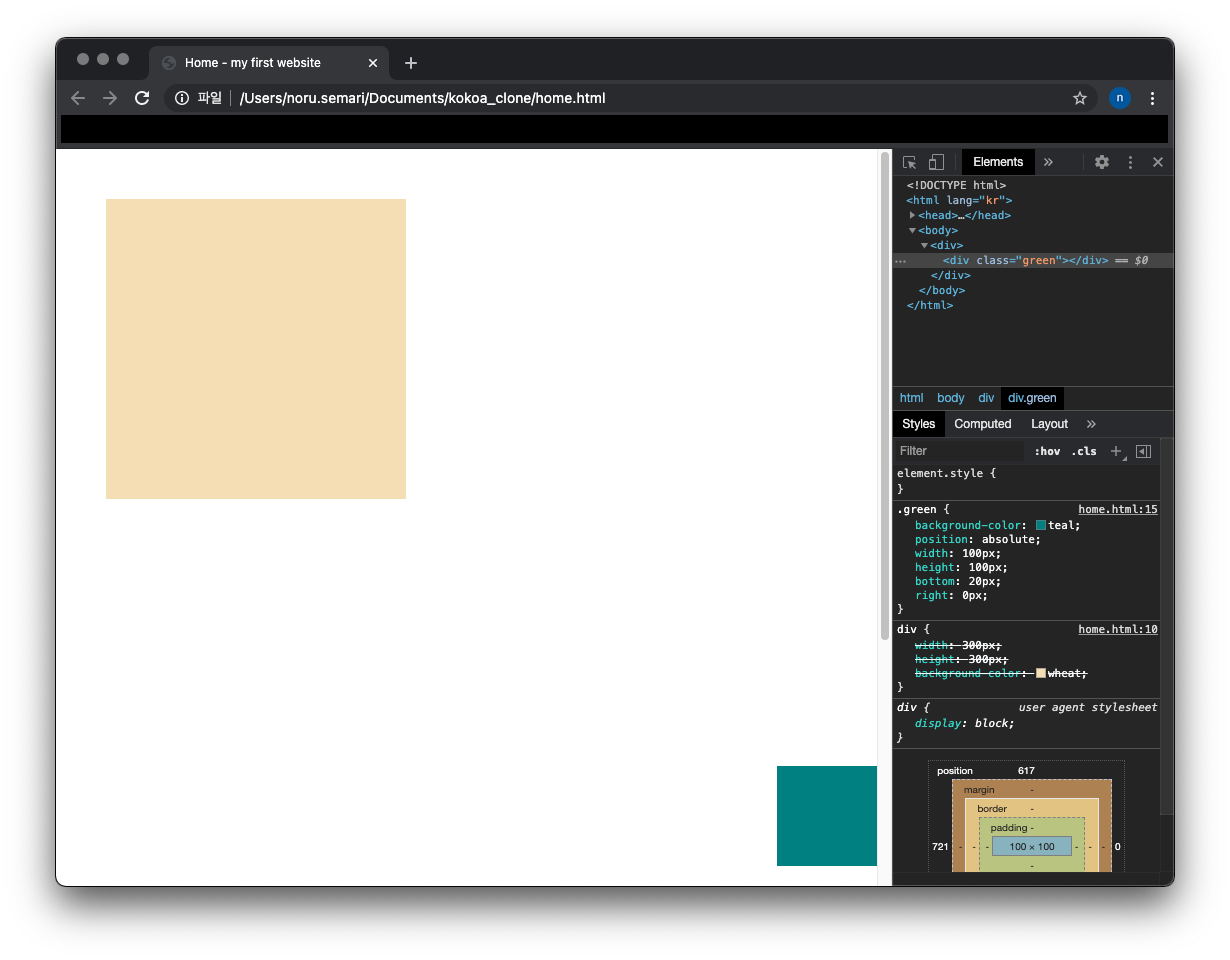 Home - my first website
파일 /Users/noru.semari/Documents/kokoa_clone/home.html
n
Elements »
<!DOCTYPE html>
<html lang="kr">
<head>…</head>
<body>
<div>
… <div class="green"></div> == $0
</div>
</body>
</html>
html body div div.green
Styles Computed Layout »
Filter :hov .cls +
element.style {
}
.green { home.html:15
background-color: teal;
position: absolute;
width: 100px;
height: 100px;
bottom: 20px;
right: 0px;
}
div { home.html:10
width: 300px;
height: 300px;
background-color: wheat;
}
div { user agent stylesheet
display: block;
}
position 617
margin -
border -
padding -
721 - - - 100 × 100 - - - 0
-